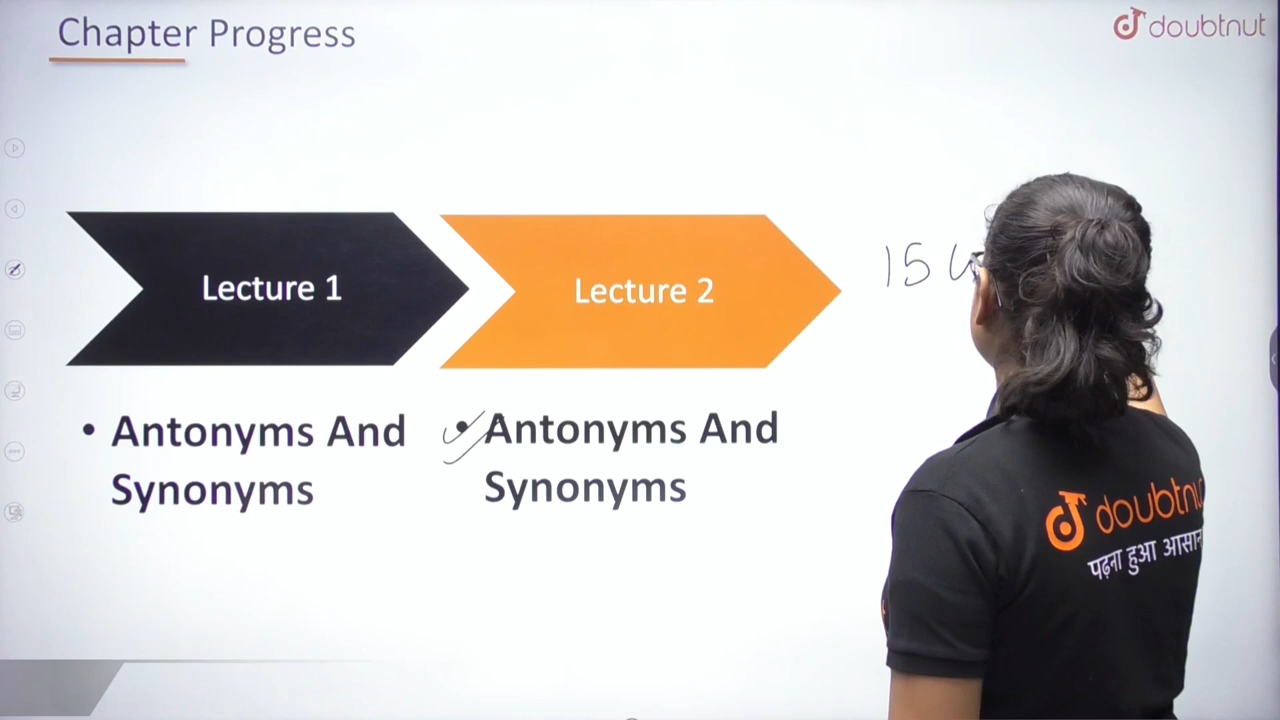 Chapter Progress
doubtnut
Lecture 1
Lecture 2
15
• Antonyms And
Synonyms
• Antonyms And
Synonyms
doubtnut
पढ़ना हुआ आसान